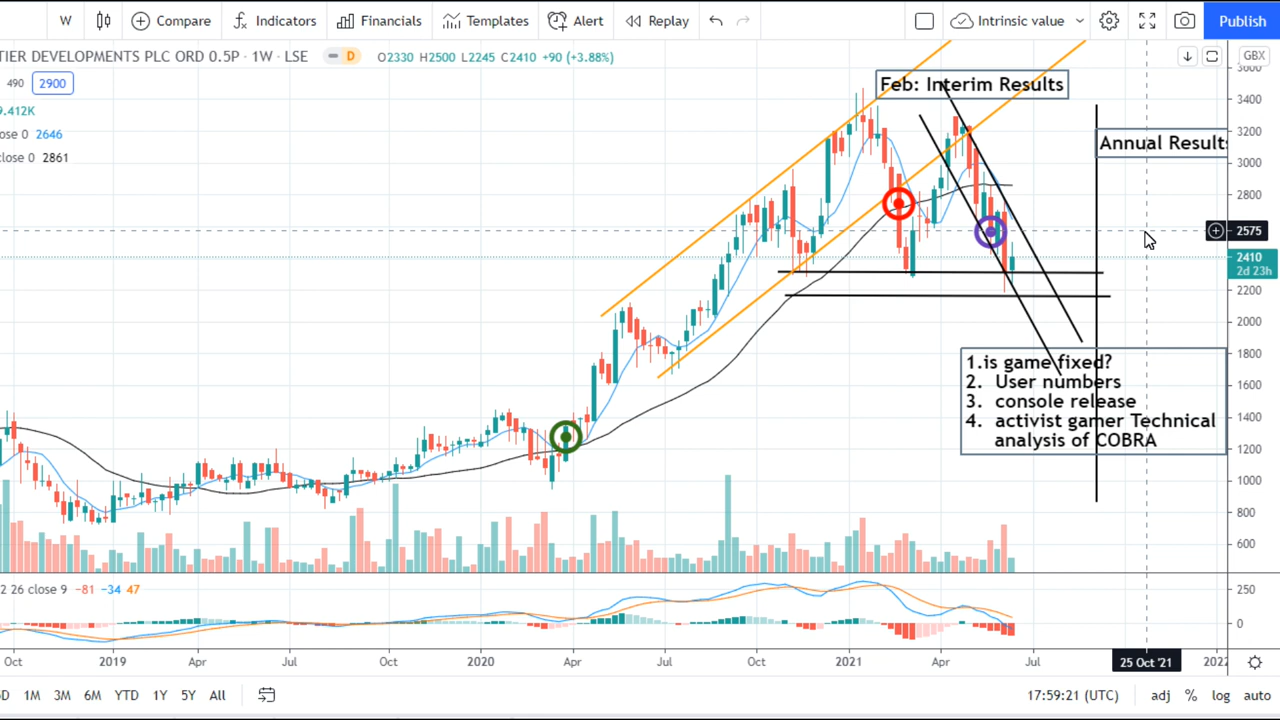 W Compare Indicators Financials Templates Alert Replay Intrinsic value Publish
TIER DEVELOPMENTS PLC ORD 0.5P · 1W · LSE D O2330 H2500 L2245 C2410 +90 (+3.88%) GBX
490 2900
9.412K
close 0 2646
close 0 2861
Feb: Interim Results
Annual Results
1.is game fixed?
2. User numbers
3. console release
4. activist gamer Technical
analysis of COBRA
3600
3400
3200
3000
2800
2575
2410
2d 23h
2200
2000
1800
1600
1400
1200
1000
800
600
2 26 close 9 −81 −34 47
250
0
Oct 2019 Apr Jul Oct 2020 Apr Jul Oct 2021 Apr Jul 25 Oct '21 2022
5D 1M 3M 6M YTD 1Y 5Y All 17:59:21 (UTC) adj % log auto